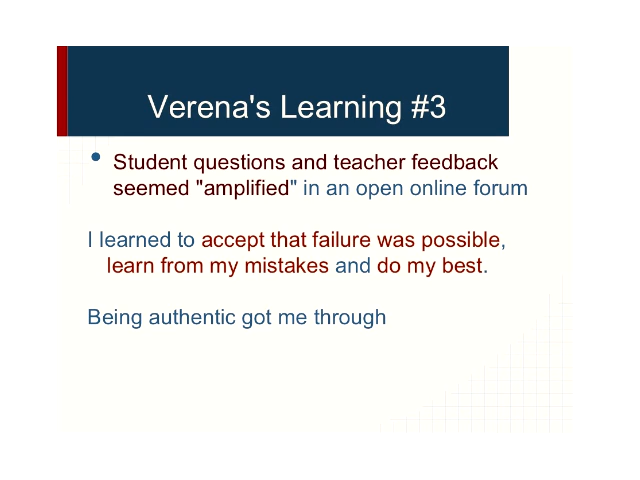 Verena's Learning #3
• Student questions and teacher feedback
seemed "amplified" in an open online forum
I learned to accept that failure was possible,
learn from my mistakes and do my best.
Being authentic got me through